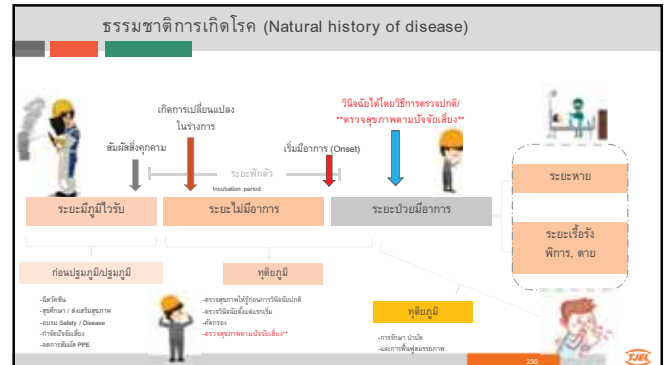 ธรรมชาติการเกิดโรค (Natural history of disease)
วินิจฉัยได้โดยวิธีการตรวจปกติ/
**ตรวจสุขภาพตามปัจจัยเสี่ยง**
เกิดการเปลี่ยนแปลง
ในร่างการ
สัมผัสสิ่งคุกคาม
เริ่มมีอาการ (Onset)
ระยะฟักตัว
Incubation period
ระยะหาย
ระยะมีภูมิไวรับ
ระยะไม่มีอาการ
ระยะป่วยมีอาการ
ระยะเรื้อรัง
พิการ, ตาย
ก่อนปฐมภูมิ/ปฐมภูมิ
ทุติยภูมิ
-ฉีดวัคซีน
-สุขศึกษา / ส่งเสริมสุขภาพ
-อบรม Safety / Disease
-กำจัดปัจจัยเสี่ยง
-ลดการสัมผัส PPE
-ตรวจสุขภาพให้รู้ก่อนการวินิจฉัยปกติ
-ตรวจวินิจฉัยตั้งแต่แรกเริ่ม
-คัดกรอง
-ตรวจสุขภาพตามปัจจัยเสี่ยง**
ทุติยภูมิ
-การรักษา บำบัด
-และการฟื้นฟูสมรรถภาพ
230
TJEL